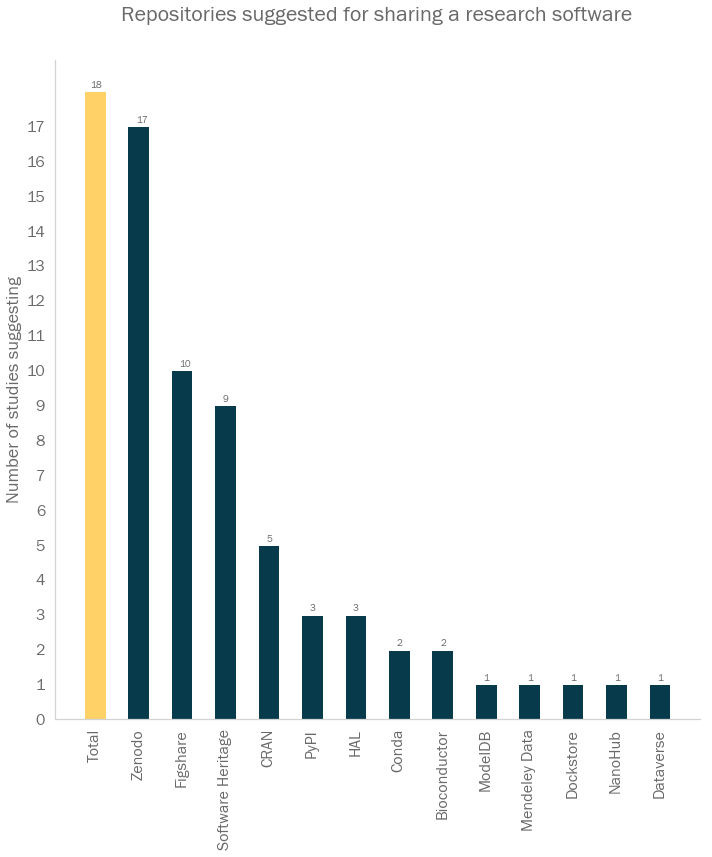 Repositories suggested for sharing a research software
Number of studies suggesting
17
16
15
14
13
12
11
10
9
8
7
6
5
4
3
2
1
0
18
17
10
9
5
3
3
2
2
1
1
1
1
1
Total
Zenodo
Figshare
Software Heritage
CRAN
PyPI
HAL
Conda
Bioconductor
ModelDB
Mendeley Data
Dockstore
NanoHub
Dataverse